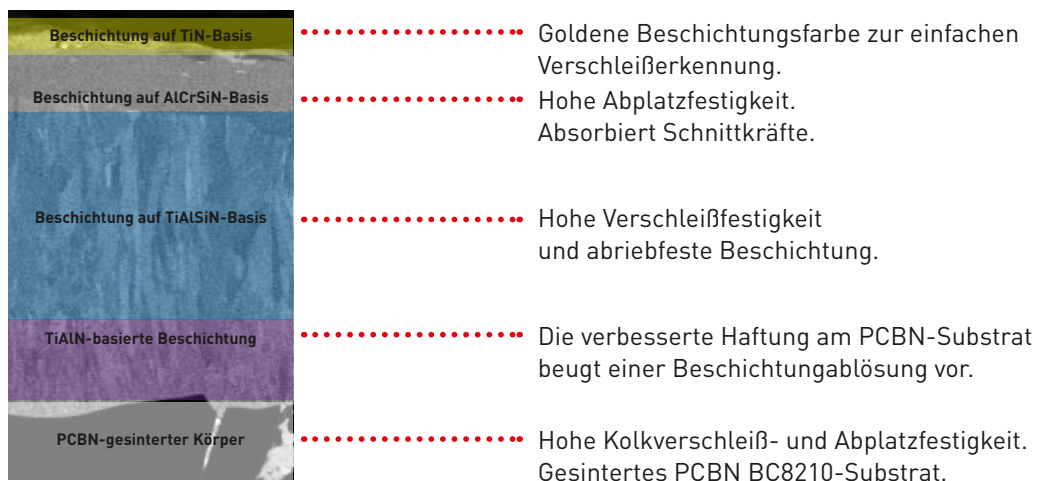 Beschichtung auf TiN-Basis
Goldene Beschichtungsfarbe zur einfachen
Verschleißerkennung.
Beschichtung auf AlCrSiN-Basis
Hohe Abplatzfestigkeit.
Absorbiert Schnittkräfte.
Beschichtung auf TiAlSiN-Basis
Hohe Verschleißfestigkeit
und abriebfeste Beschichtung.
TiAlN-basierte Beschichtung
Die verbesserte Haftung am PCBN-Substrat
beugt einer Beschichtungablösung vor.
PCBN-gesinterter Körper
Hohe Kolkverschleiß- und Abplatzfestigkeit.
Gesintertes PCBN BC8210-Substrat.